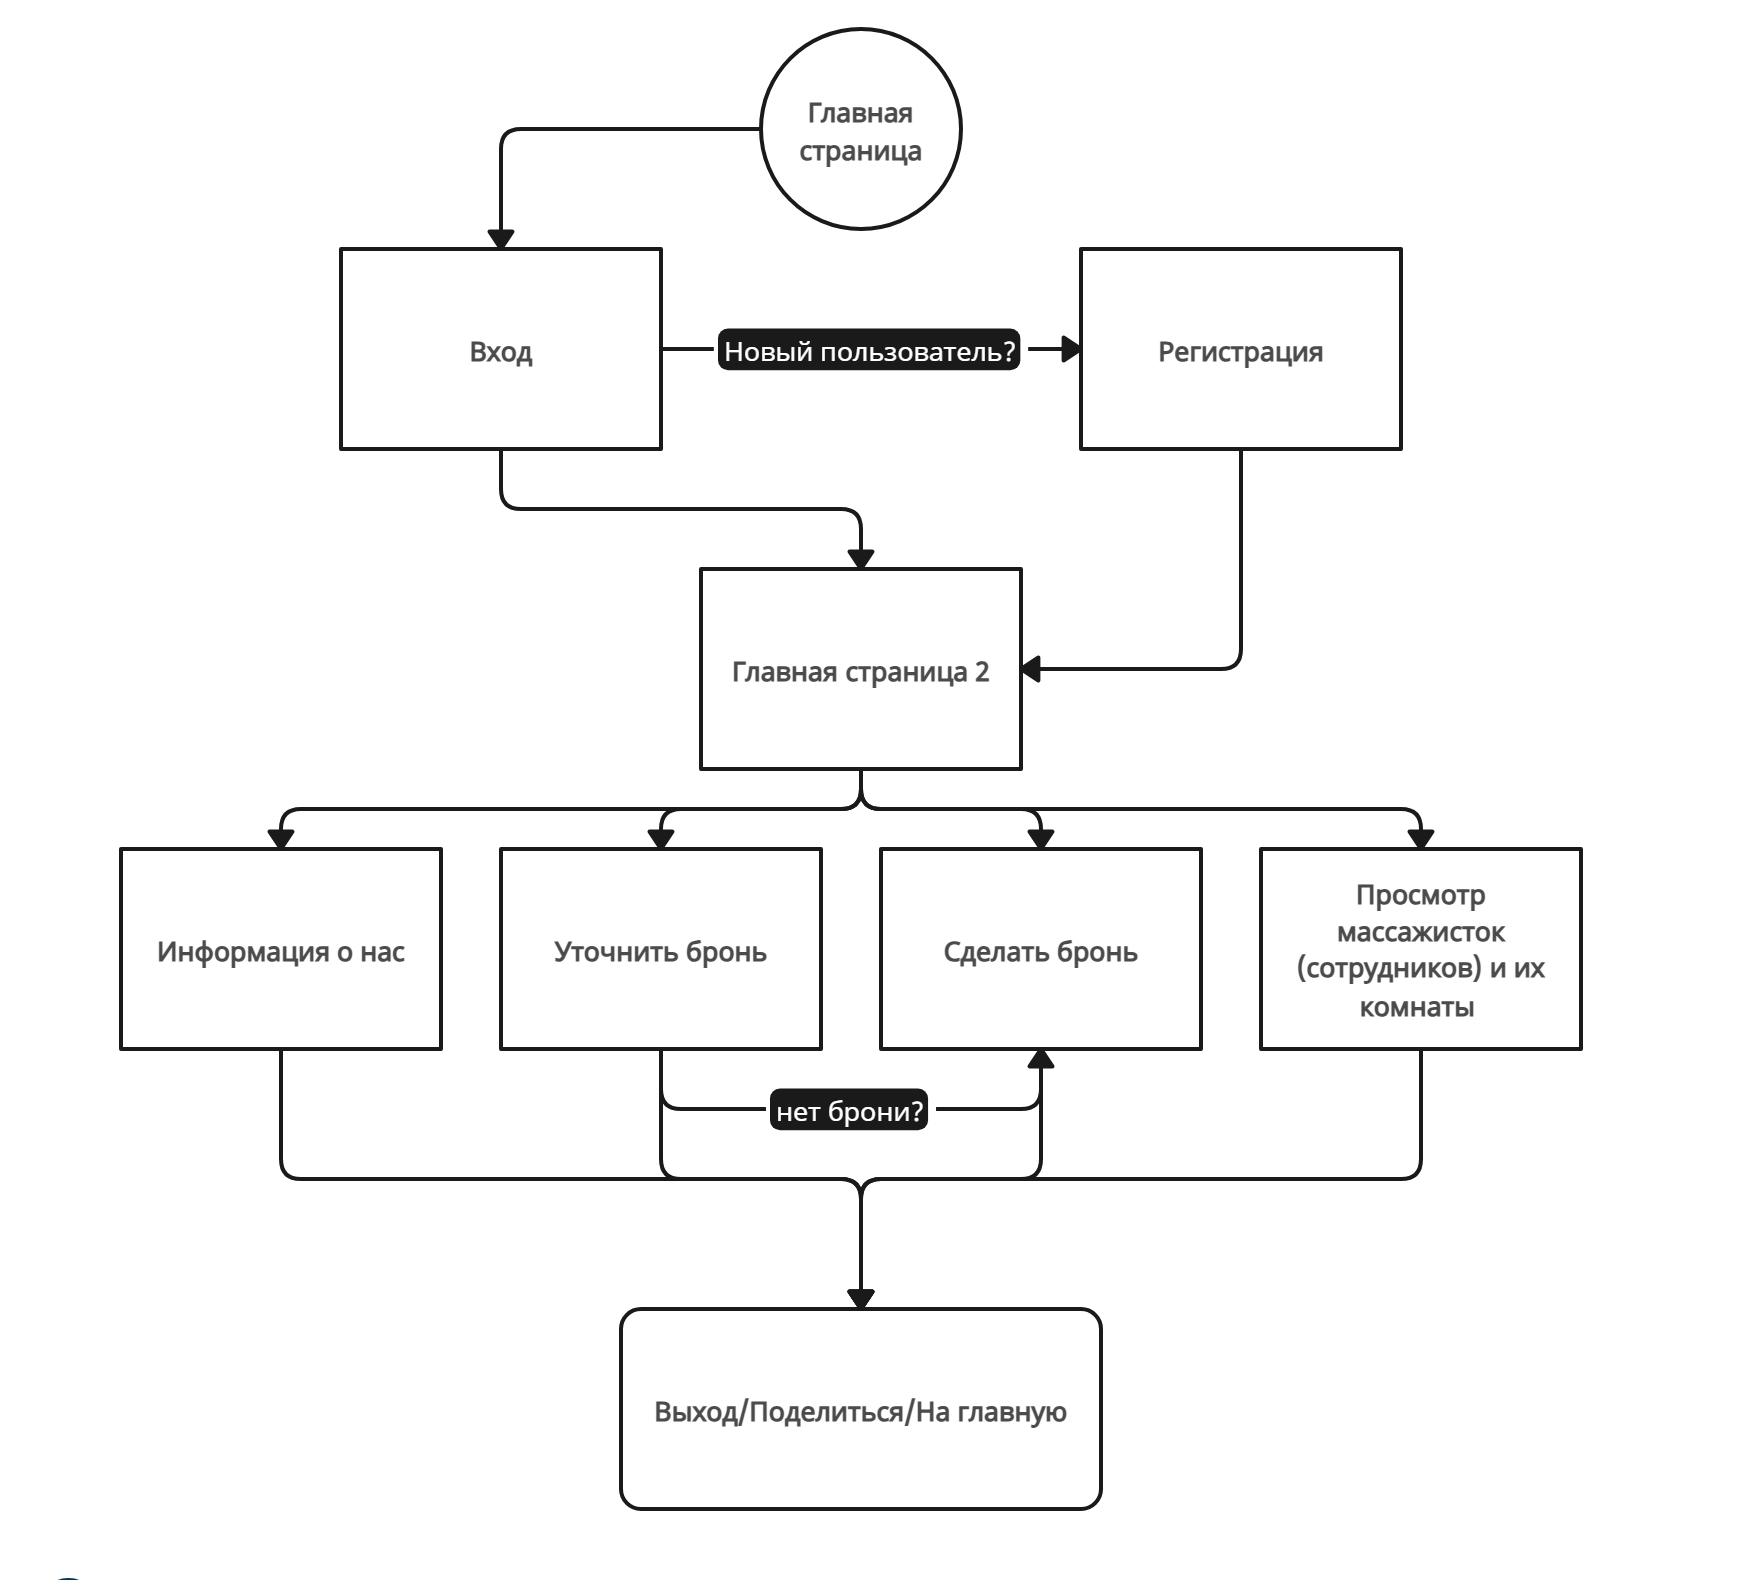 Главная
страница
Вход
Новый пользователь?
Регистрация
Главная страница 2
Информация о нас
Уточнить бронь
Сделать бронь
Просмотр
массажисток
(сотрудников) и их
комнаты
нет брони?
Выход/Поделиться/На главную